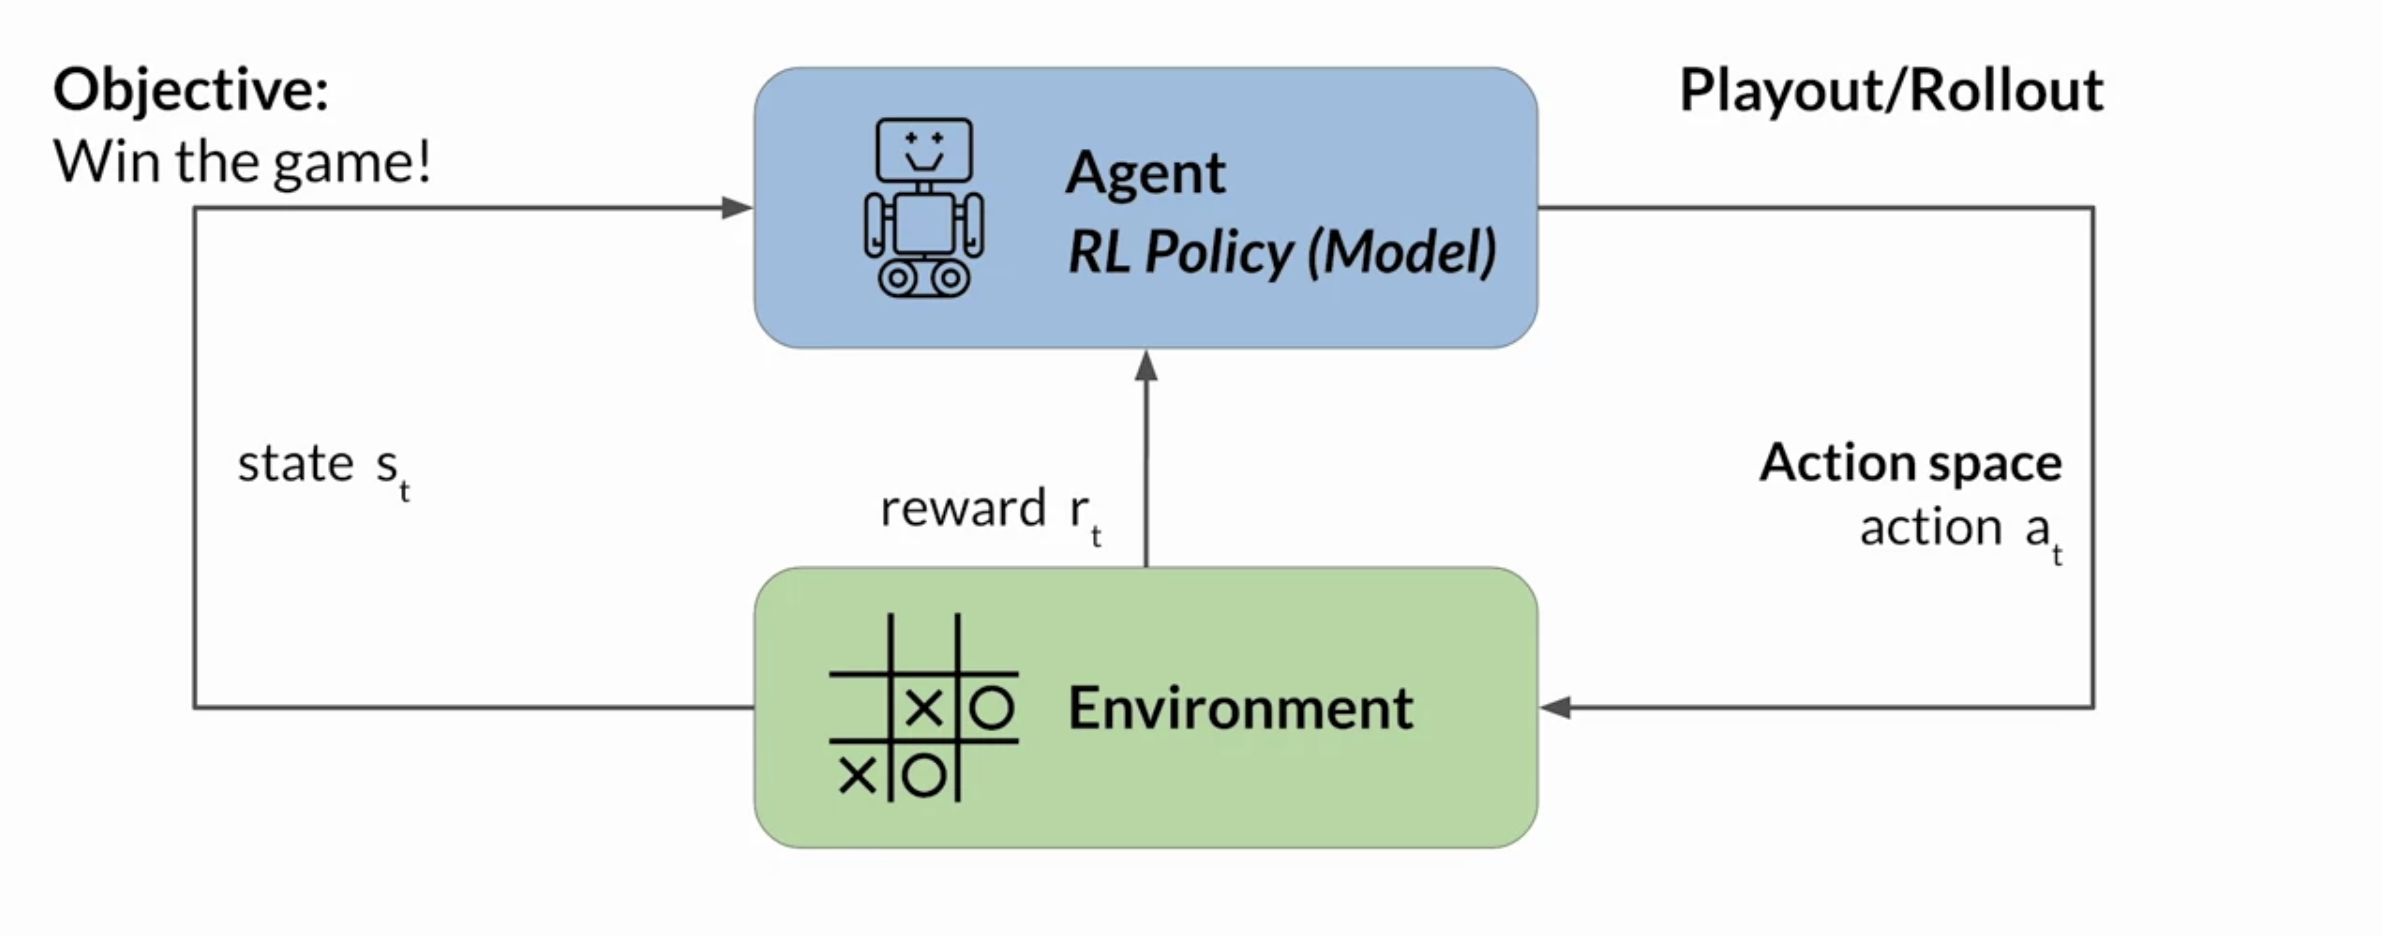 Objective:
Win the game!
Agent
RL Policy (Model)
Playout/Rollout
state s_t
reward r_t
Action space
action a_t
Environment
X O
X O